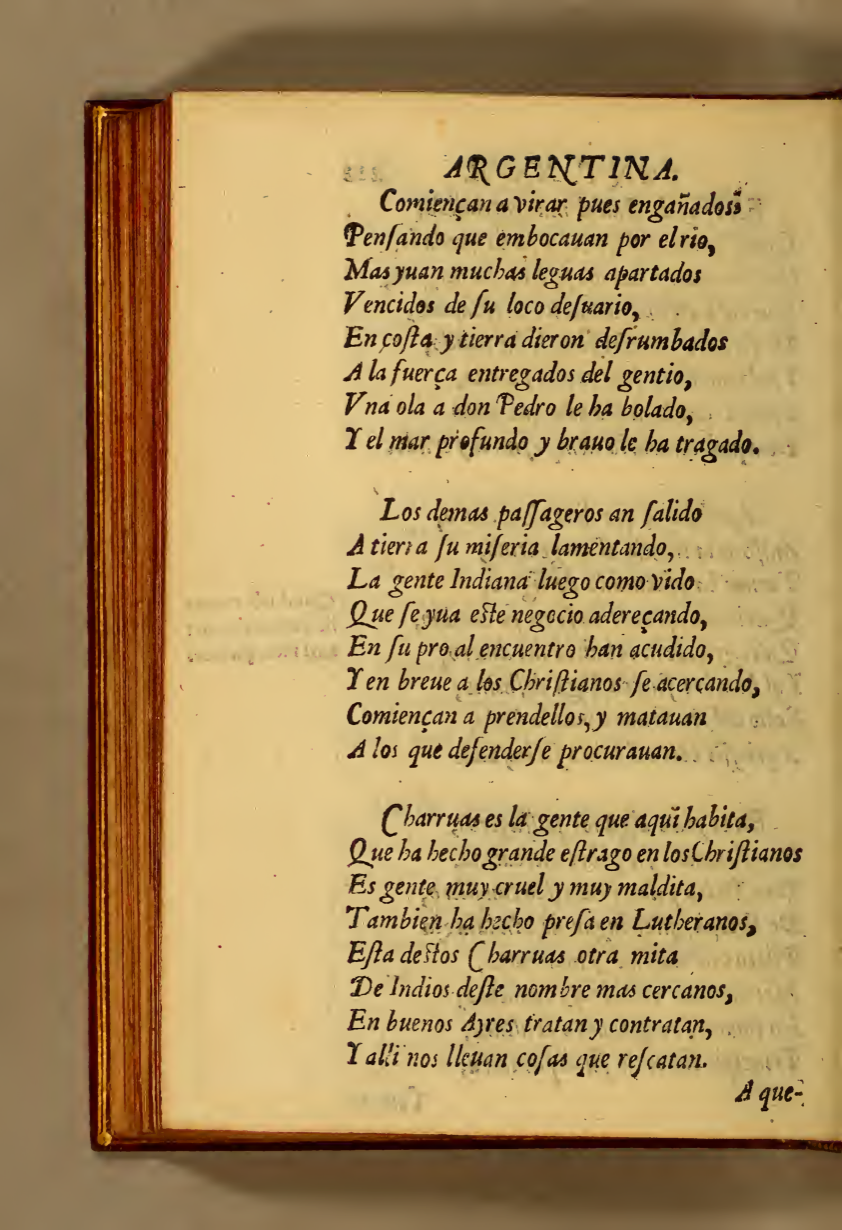 ARGENTINA.
Comiençan a virar pues engañados
Penſando que embocauan por el rio,
Mas yuan muchas leguas apartados
Vencidos de ſu loco deſuario,
En coſta y tierra dieron deſrumbados
A la fuerça entregados del gentio,
Vna ola a don Pedro le ha bolado,
Y el mar profundo y brauo le ha tragado.
Los demas paſſageros an ſalido
A tierra ſu miſeria lamentando,
La gente Indiana luego como vido
Que ſe yua eſte negocio adereçando,
En ſu pro al encuentro han acudido,
Y en breue a los Chriſtianos ſe acercando,
Comiençan a prendellos, y matauan
A los que defenderſe procurauan.
Charruas es la gente que aqui habita,
Que ha hecho grande eſtrago en los Chriſtianos
Es gente muy cruel y muy maldita,
Tambien ha hecho preſa en Lutheranos,
Eſta deſtos Charruas otra mita
De Indios deſte nombre mas cercanos,
En buenos Ayres tratan y contratan,
Y alli nos lleuan coſas que reſcatan.
A que-